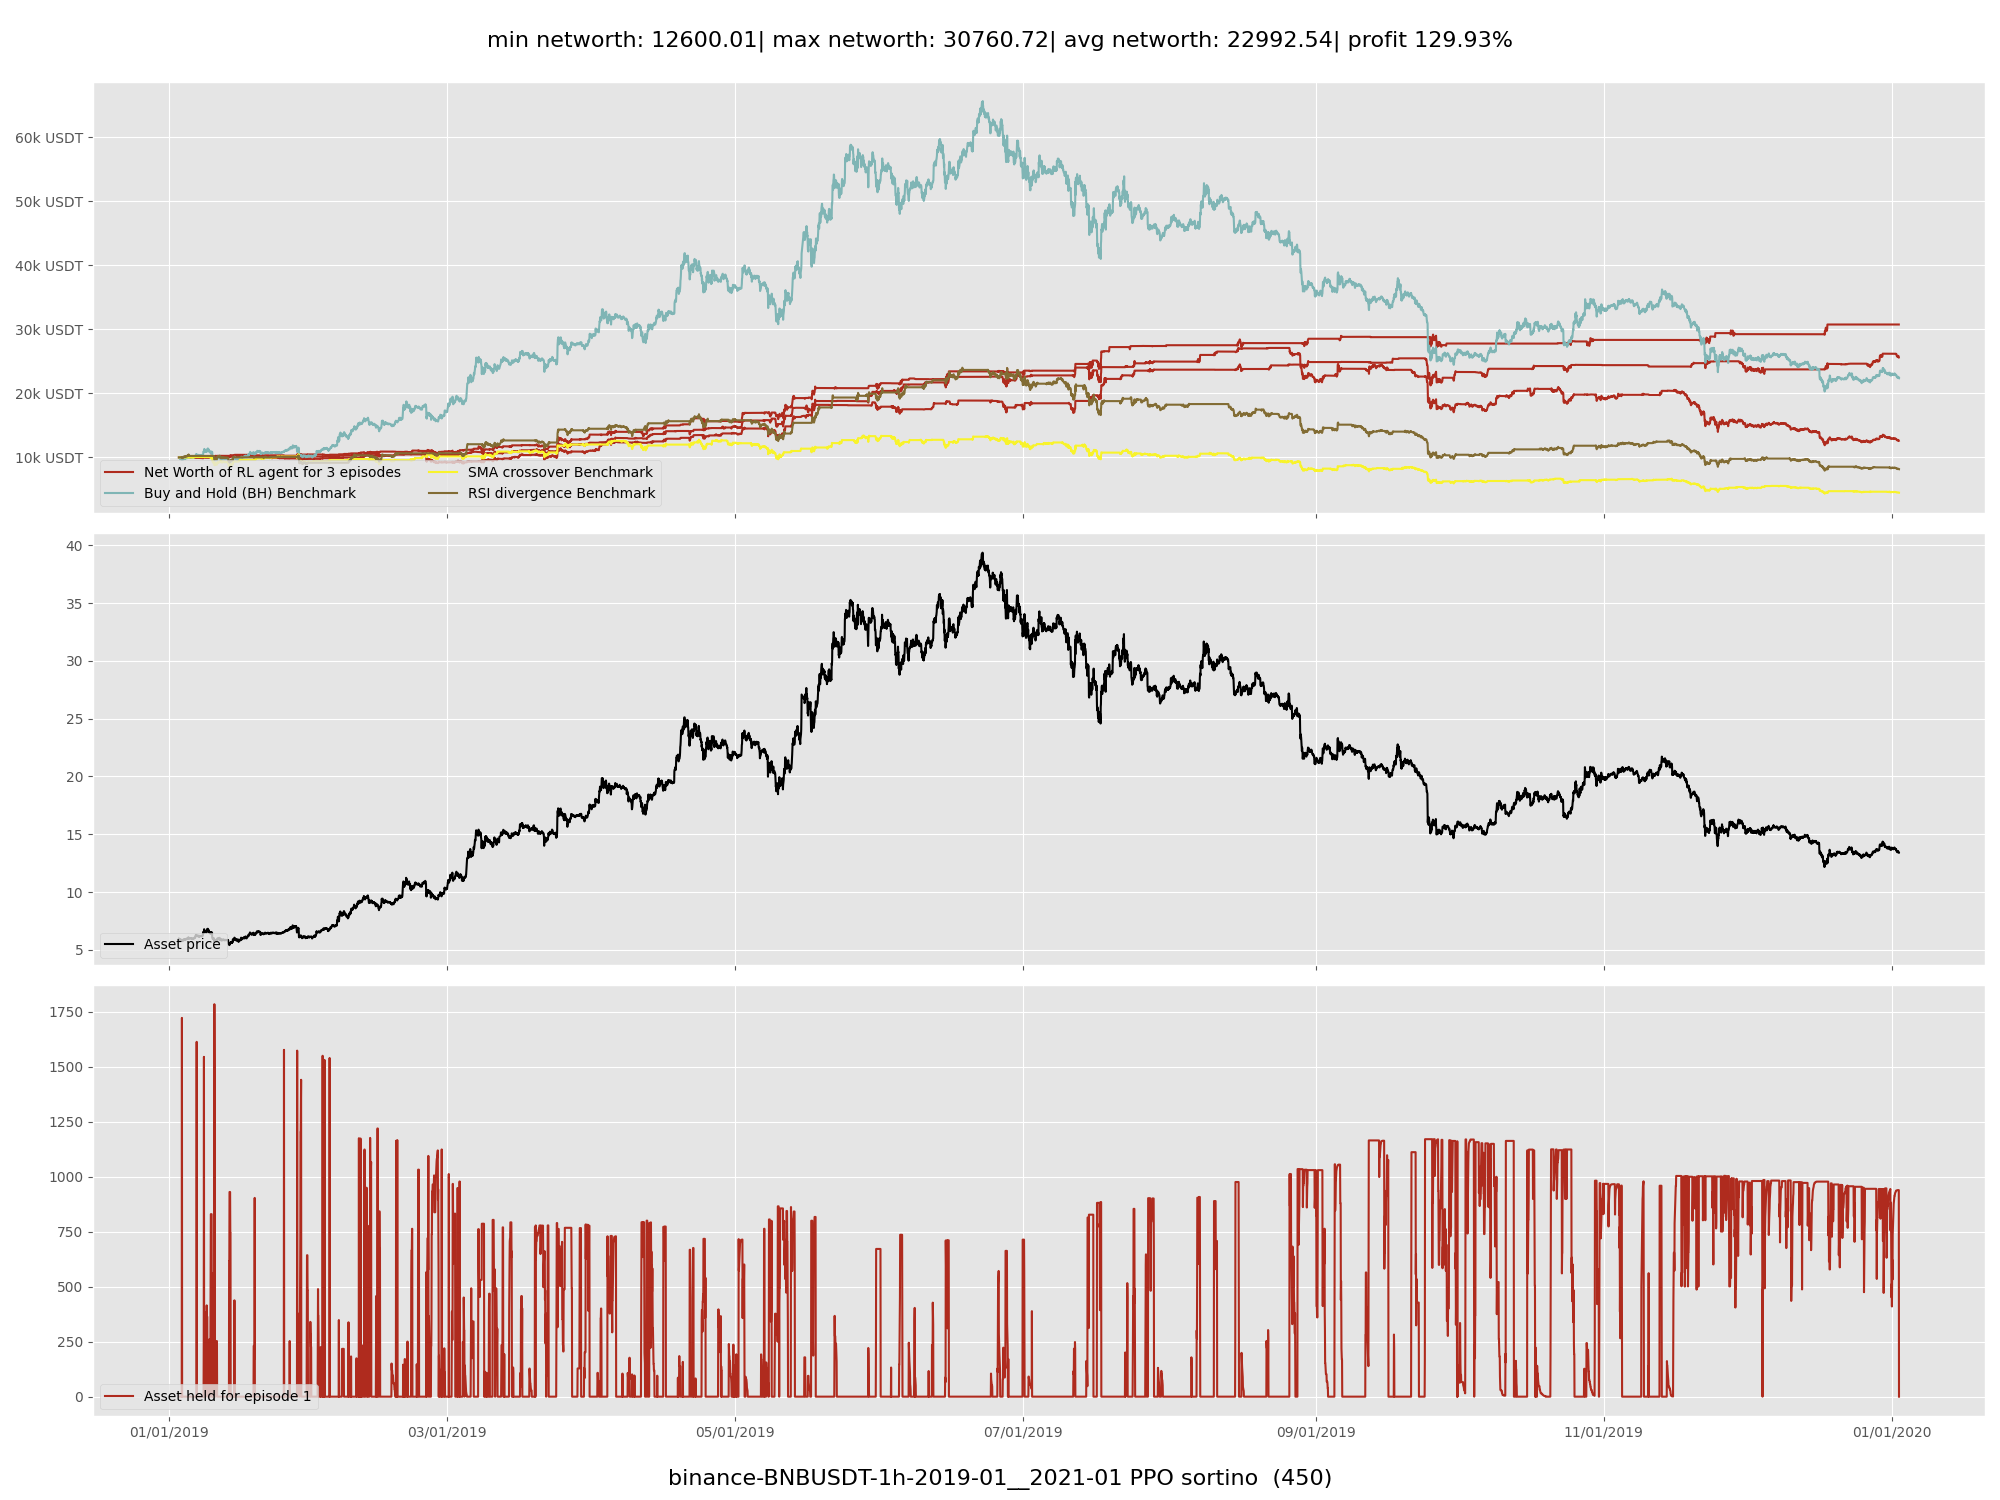 min networth: 12600.01| max networth: 30760.72| avg networth: 22992.54| profit 129.93%
60k USDT
50k USDT
40k USDT
30k USDT
20k USDT
10k USDT
Net Worth of RL agent for 3 episodes
Buy and Hold (BH) Benchmark
SMA crossover Benchmark
RSI divergence Benchmark
40
35
30
25
20
15
10
5
Asset price
1750
1500
1250
1000
750
500
250
0
Asset held for episode 1
01/01/2019 03/01/2019 05/01/2019 07/01/2019 09/01/2019 11/01/2019 01/01/2020
binance-BNBUSDT-1h-2019-01__2021-01 PPO sortino (450)